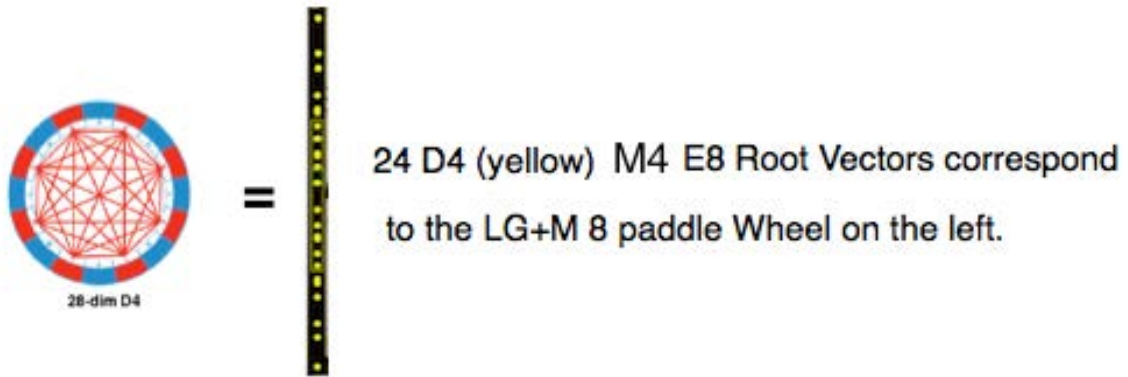 28-dim D4
=
24 D4 (yellow) M4 E8 Root Vectors correspond
to the LG+M 8 paddle Wheel on the left.